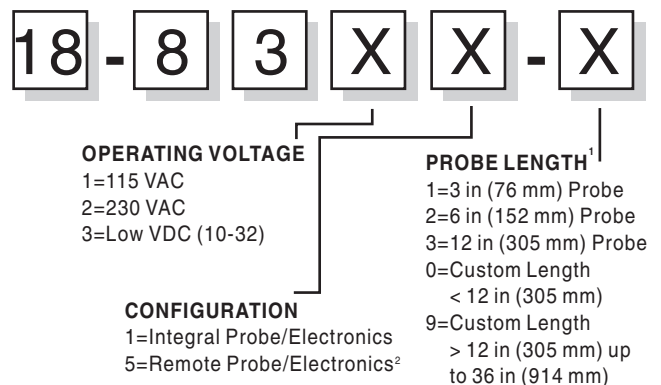 18 - 8 3 X X - X
OPERATING VOLTAGE
1=115 VAC
2=230 VAC
3=Low VDC (10-32)
CONFIGURATION
1=Integral Probe/Electronics
5=Remote Probe/Electronics²
PROBE LENGTH¹
1=3 in (76 mm) Probe
2=6 in (152 mm) Probe
3=12 in (305 mm) Probe
0=Custom Length
< 12 in (305 mm)
9=Custom Length
> 12 in (305 mm) up
to 36 in (914 mm)